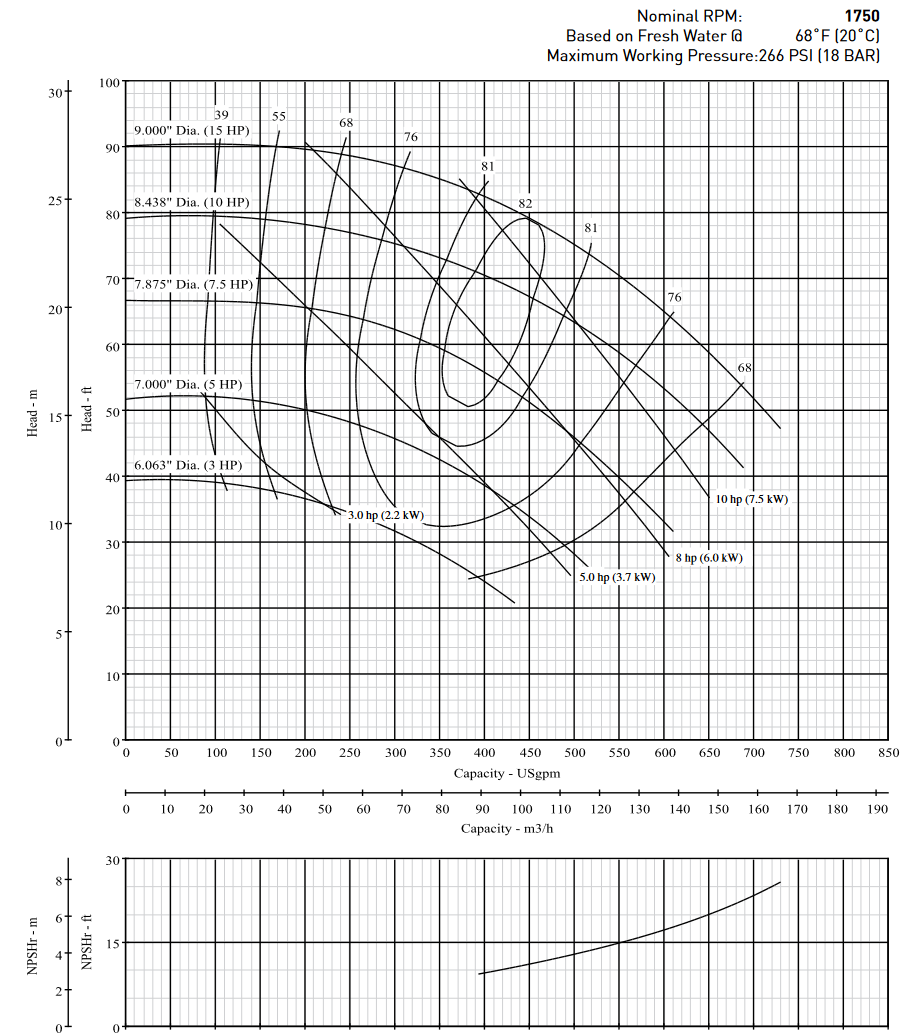 Nominal RPM: 1750
Based on Fresh Water @ 68˚F (20˚C)
Maximum Working Pressure:266 PSI (18 BAR)
30
25
20
15
10
5
0
Head - m
100
90
80
70
60
50
40
30
20
10
0
Head - ft
39
55
68
76
81
82
81
76
68
9.000" Dia. (15 HP)
8.438" Dia. (10 HP)
7.875" Dia. (7.5 HP)
7.000" Dia. (5 HP)
6.063" Dia. (3 HP)
10 hp (7.5 kW)
3.0 hp (2.2 kW)
8 hp (6.0 kW)
5.0 hp (3.7 kW)
0 50 100 150 200 250 300 350 400 450 500 550 600 650 700 750 800 850
Capacity - USgpm
0 10 20 30 40 50 60 70 80 90 100 110 120 130 140 150 160 170 180 190
Capacity - m3/h
8
6
4
2
0
NPSHr - m
30
15
0
NPSHr - ft